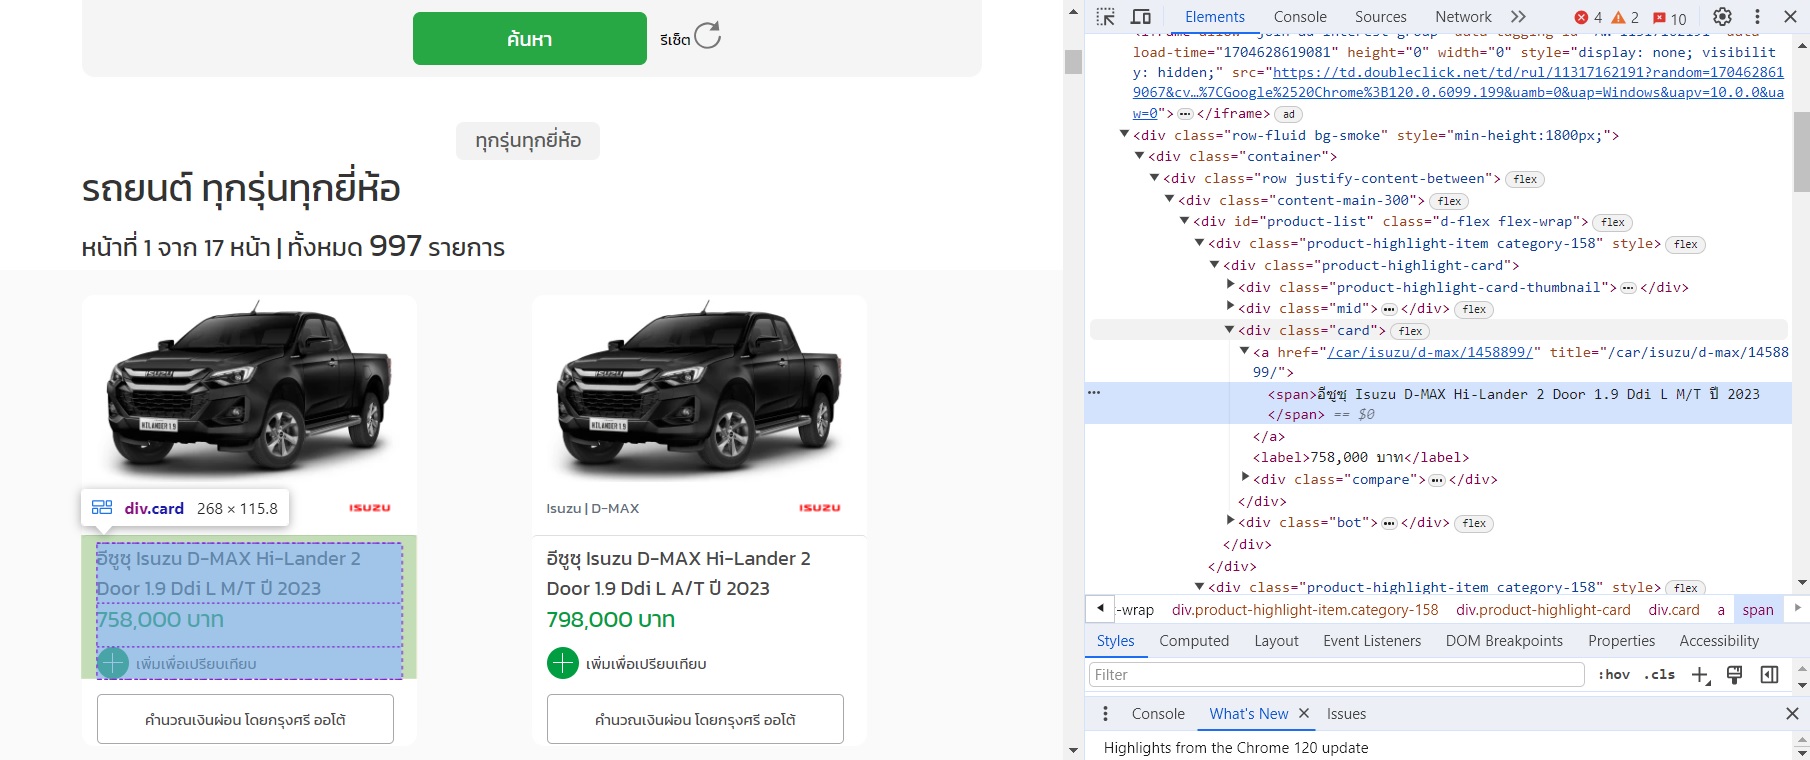 ค้นหา
รีเซ็ต
ทุกรุ่นทุกยี่ห้อ
รถยนต์ ทุกรุ่นทุกยี่ห้อ
หน้าที่ 1 จาก 17 หน้า | ทั้งหมด 997 รายการ
HILANDER 1.9
HILANDER 1.9
div.card 268 × 115.8
ISUZU
Isuzu | D-MAX
ISUZU
อีซูซุ Isuzu D-MAX Hi-Lander 2
Door 1.9 Ddi L M/T ปี 2023
758,000 บาท
เพิ่มเพื่อเปรียบเทียบ
คำนวณเงินผ่อน โดยกรุงศรี ออโต้
อีซูซุ Isuzu D-MAX Hi-Lander 2
Door 1.9 Ddi L A/T ปี 2023
798,000 บาท
เพิ่มเพื่อเปรียบเทียบ
คำนวณเงินผ่อน โดยกรุงศรี ออโต้
Elements Console Sources Network 4 2 10
load-time="1704628619081" height="0" width="0" style="display: none; visibilit
y: hidden;" src="https://td.doubleclick.net/td/rul/11317162191?random=170462861
9067&cv…%7CGoogle%2520Chrome%3B120.0.6099.199&uamb=0&uap=Windows&uapv=10.0.0&ua
w=0">…</iframe> ad
<div class="row-fluid bg-smoke" style="min-height:1800px;">
<div class="container">
<div class="row justify-content-between"> flex
<div class="content-main-300"> flex
<div id="product-list" class="d-flex flex-wrap"> flex
<div class="product-highlight-item category-158" style> flex
<div class="product-highlight-card">
<div class="product-highlight-card-thumbnail">…</div>
<div class="mid">…</div> flex
<div class="card"> flex
<a href="/car/isuzu/d-max/1458899/" title="/car/isuzu/d-max/14588
99/">
<span>อีซูซุ Isuzu D-MAX Hi-Lander 2 Door 1.9 Ddi L M/T ปี 2023
</span> == $0
</a>
<label>758,000 บาท</label>
<div class="compare">…</div>
</div>
<div class="bot">…</div> flex
</div>
</div>
<div class="product-highlight-item category-158" style> flex
-wrap div.product-highlight-item.category-158 div.product-highlight-card div.card a span
Styles Computed Layout Event Listeners DOM Breakpoints Properties Accessibility
Filter :hov .cls
Console What's New Issues
Highlights from the Chrome 120 update